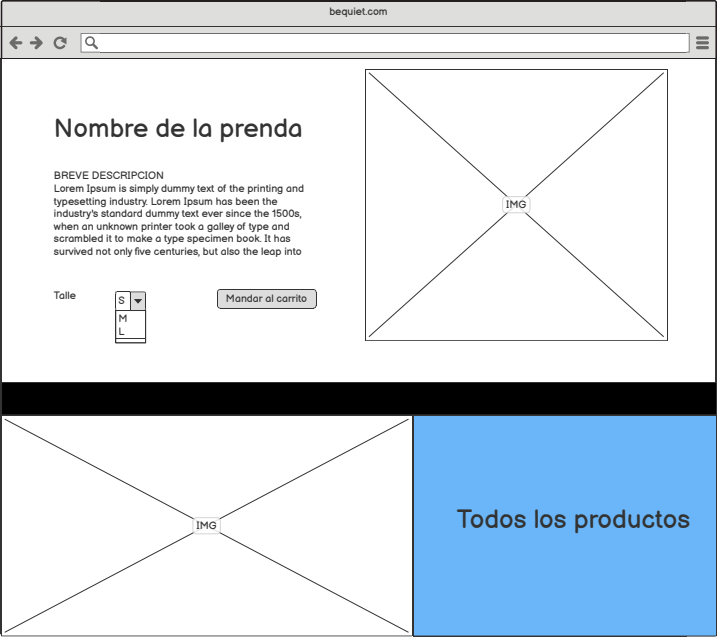 bequiet.com
Nombre de la prenda
BREVE DESCRIPCION
Lorem Ipsum is simply dummy text of the printing and
typesetting industry. Lorem Ipsum has been the
industry's standard dummy text ever since the 1500s,
when an unknown printer took a galley of type and
scrambled it to make a type specimen book. It has
survived not only five centuries, but also the leap into
Talle
S
M
L
Mandar al carrito
IMG
IMG
Todos los productos